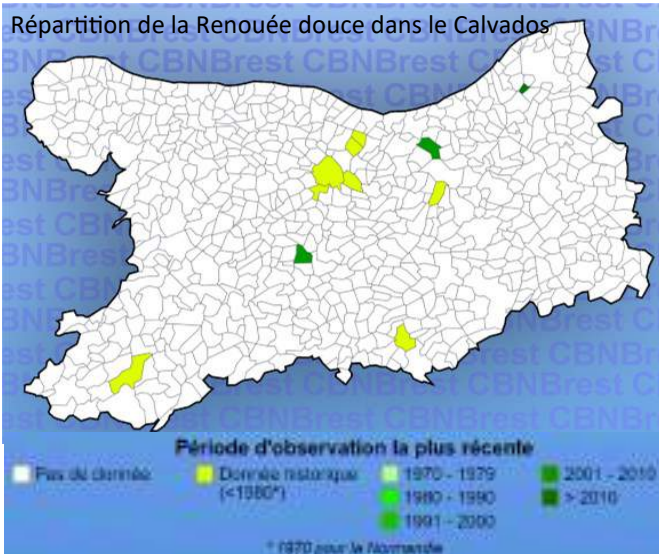 Répartition de la Renouée douce dans le Calvados
Période d'observation la plus récente
Pas de donnée
Donnée historique
(<1980*)
1970 - 1979
1980 - 1990
1991 - 2000
2001 - 2010
> 2010
* 1970 pour la Normandie
CBNBrest